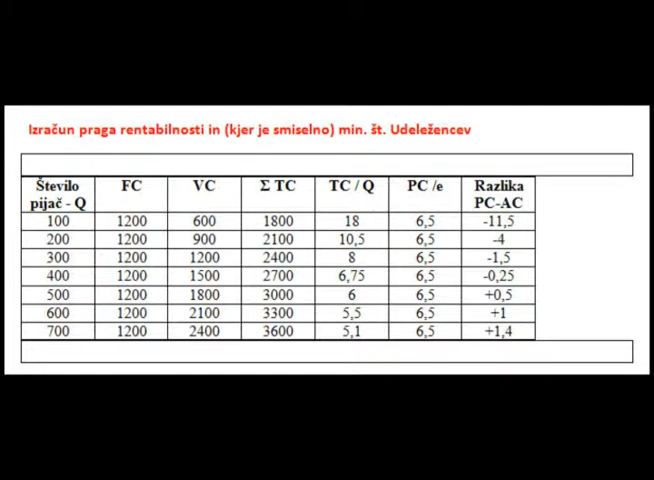 Izračun praga rentabilnosti in (kjer je smiselno) min. št. Udeležencev
Število pijač - Q FC VC Σ TC TC / Q PC /e Razlika PC-AC
100 1200 600 1800 18 6,5 -11,5
200 1200 900 2100 10,5 6,5 -4
300 1200 1200 2400 8 6,5 -1,5
400 1200 1500 2700 6,75 6,5 -0,25
500 1200 1800 3000 6 6,5 +0,5
600 1200 2100 3300 5,5 6,5 +1
700 1200 2400 3600 5,1 6,5 +1,4